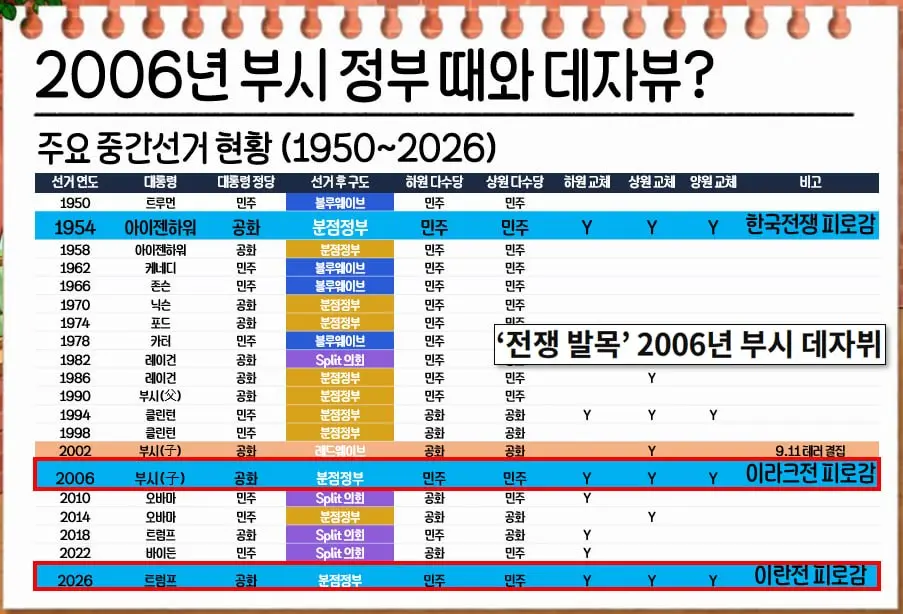 2006년 부시 정부 때와 데자뷰?
주요 중간선거 현황 (1950~2026)
선거 연도 대통령 대통령 정당 선거 후 구도 하원 다수당 상원 다수당 하원 교체 상원 교체 양원 교체 비고
1950 트루먼 민주 블루웨이브 민주 민주
1954 아이젠하워 공화 분점정부 민주 민주 Y Y Y 한국전쟁 피로감
1958 아이젠하워 공화 분점정부 민주 민주
1962 케네디 민주 블루웨이브 민주 민주
1966 존슨 민주 블루웨이브 민주 민주
1970 닉슨 공화 분점정부 민주 민주
1974 포드 공화 분점정부 민주 민주
1978 카터 민주 블루웨이브 민주
‘전쟁 발목’ 2006년 부시 데자뷔
1982 레이건 공화 Split 의회 민주 공화
1986 레이건 공화 분점정부 민주 민주 Y
1990 부시(父) 공화 분점정부 민주 민주
1994 클린턴 민주 분점정부 공화 공화 Y Y Y
1998 클린턴 민주 분점정부 공화 공화
2002 부시(子) 공화 레드웨이브 공화 공화 Y 9.11 테러 결집
2006 부시(子) 공화 분점정부 민주 민주 Y Y Y 이라크전 피로감
2010 오바마 민주 Split 의회 공화 민주 Y
2014 오바마 민주 분점정부 공화 공화 Y
2018 트럼프 공화 Split 의회 민주 공화 Y
2022 바이든 민주 Split 의회 공화 민주 Y
2026 트럼프 공화 분점정부 민주 민주 Y Y Y 이란전 피로감